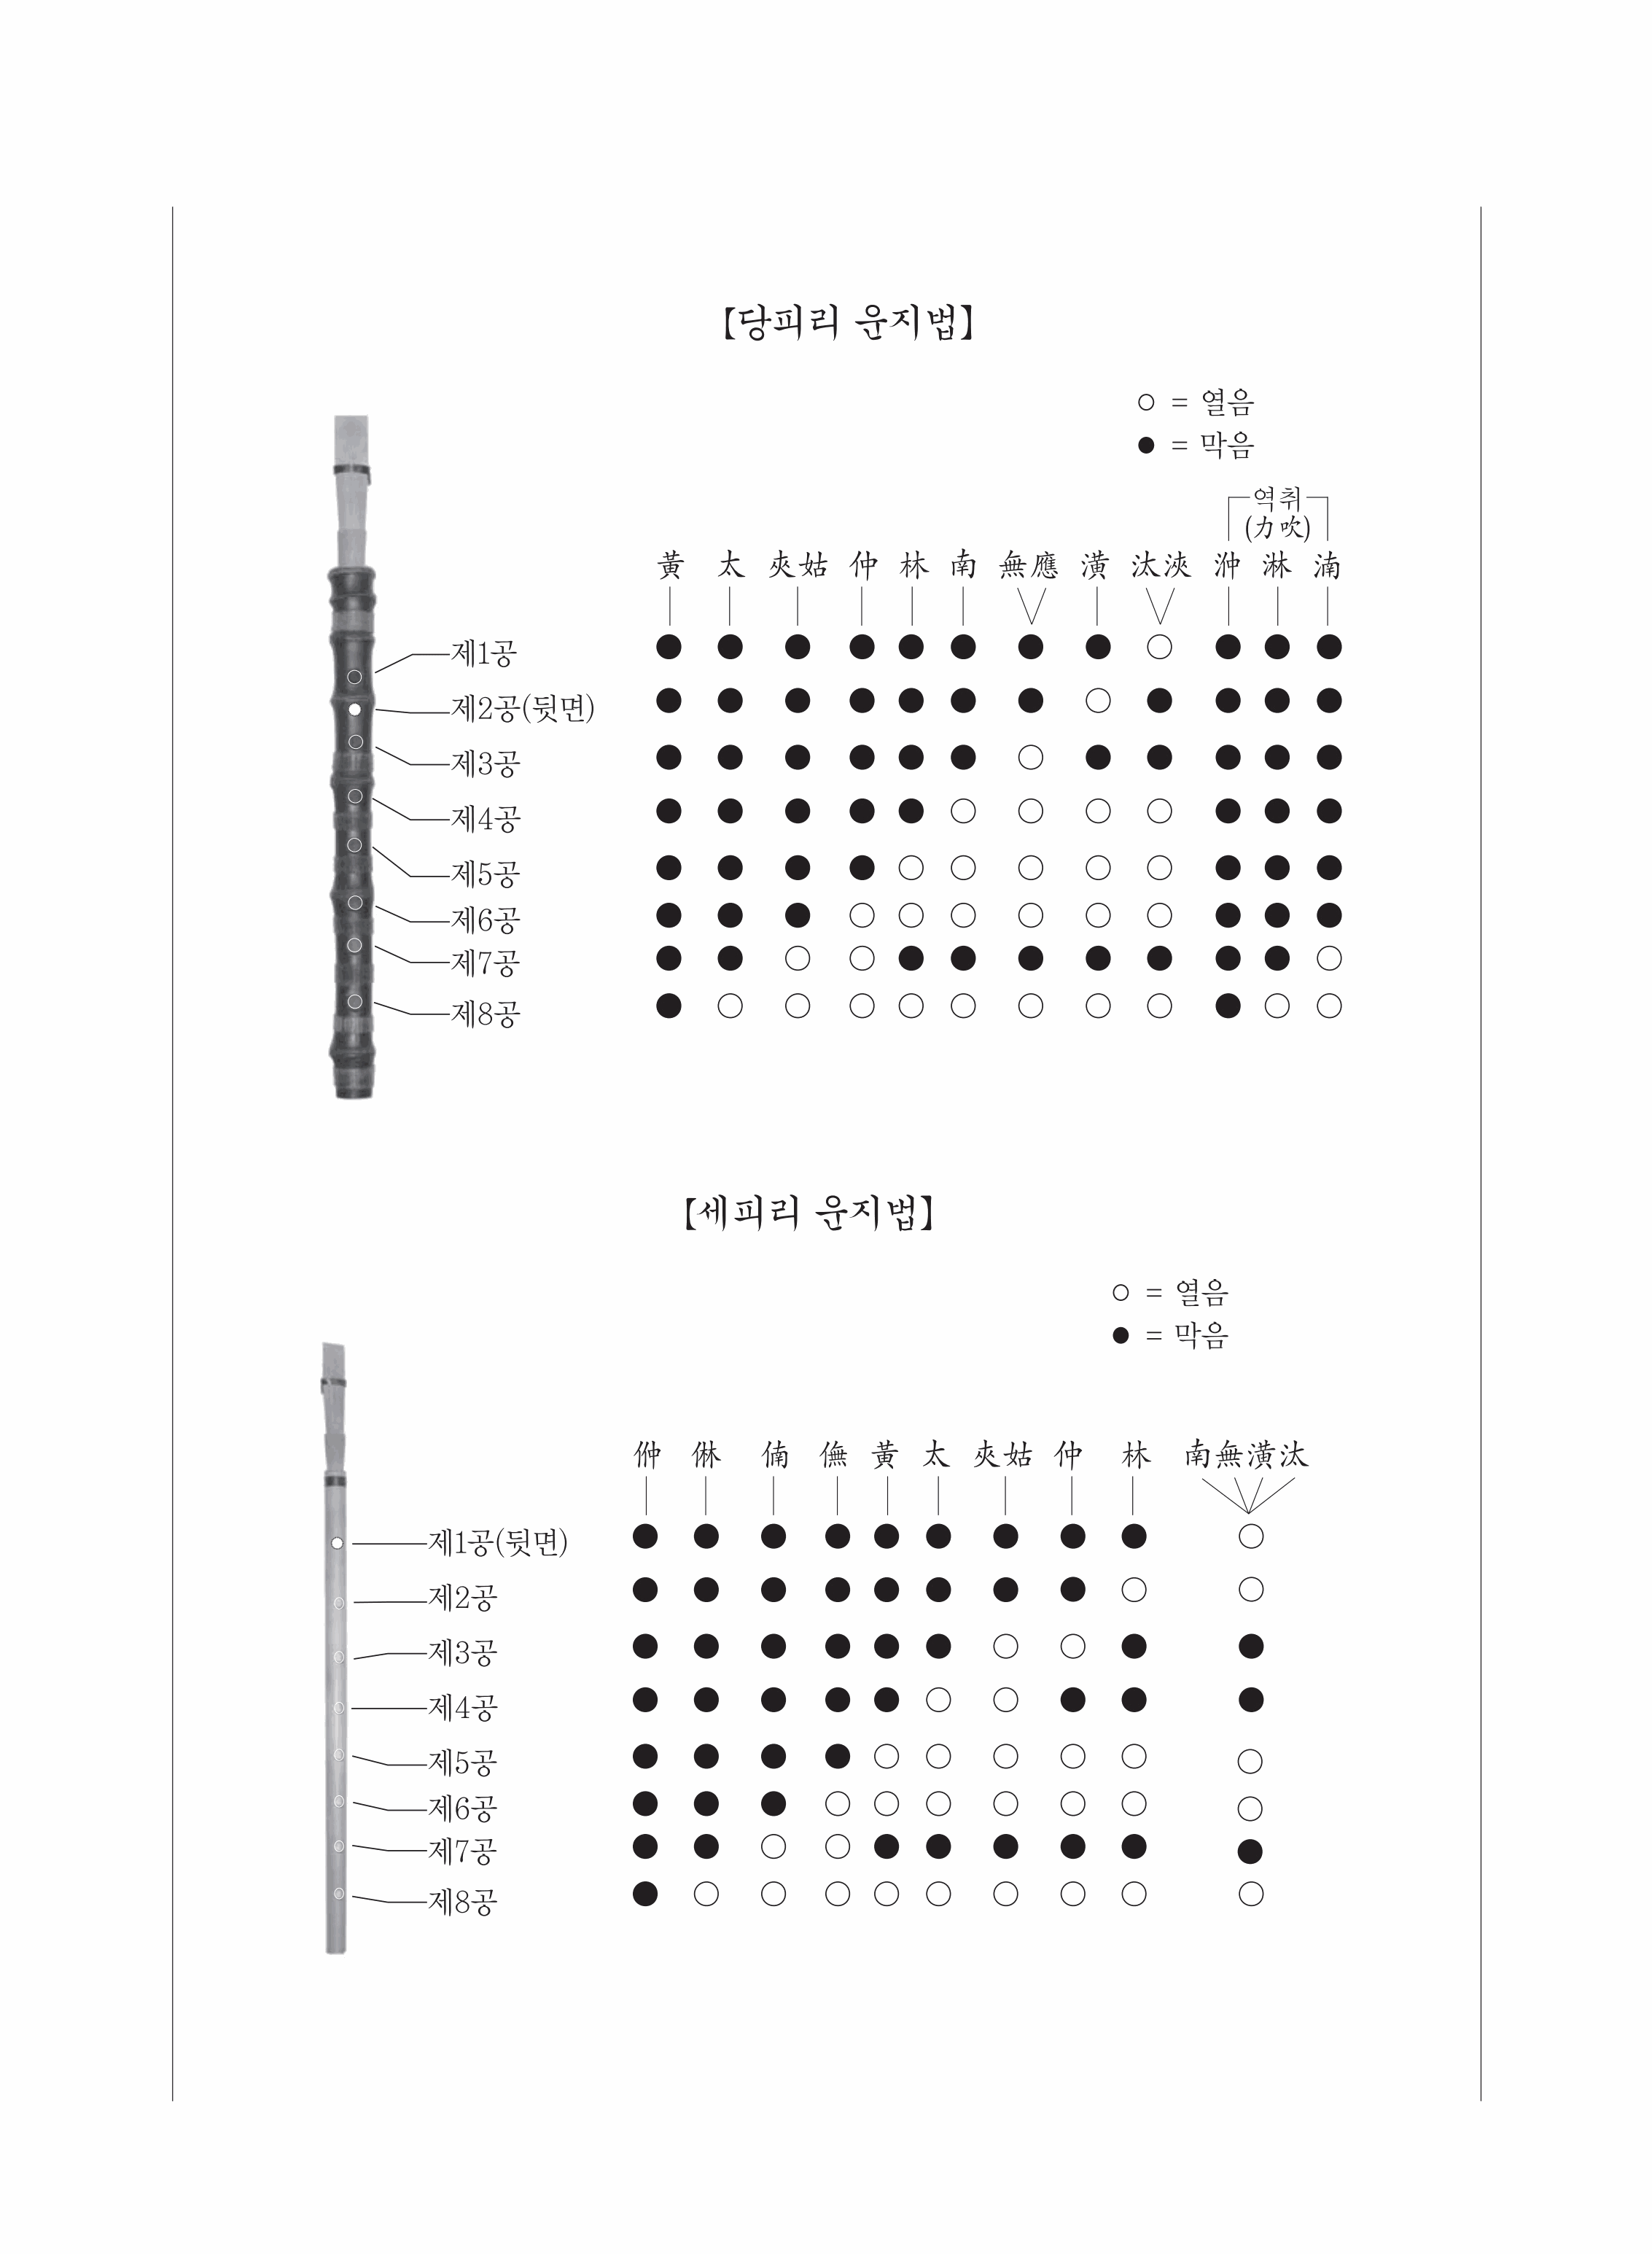 【당피리 운지법】
○ = 열음
● = 막음
역취
(力吹)
黃 太 夾姑 仲 林 南 無應 潢 汰浹 㳞 淋 湳
제1공
제2공(뒷면)
제3공
제4공
제5공
제6공
제7공
제8공
【세피리 운지법】
○ = 열음
● = 막음
㑖 㑣 㑲 㒇 黃 太 夾姑 仲 林 南無潢汰
제1공(뒷면)
제2공
제3공
제4공
제5공
제6공
제7공
제8공